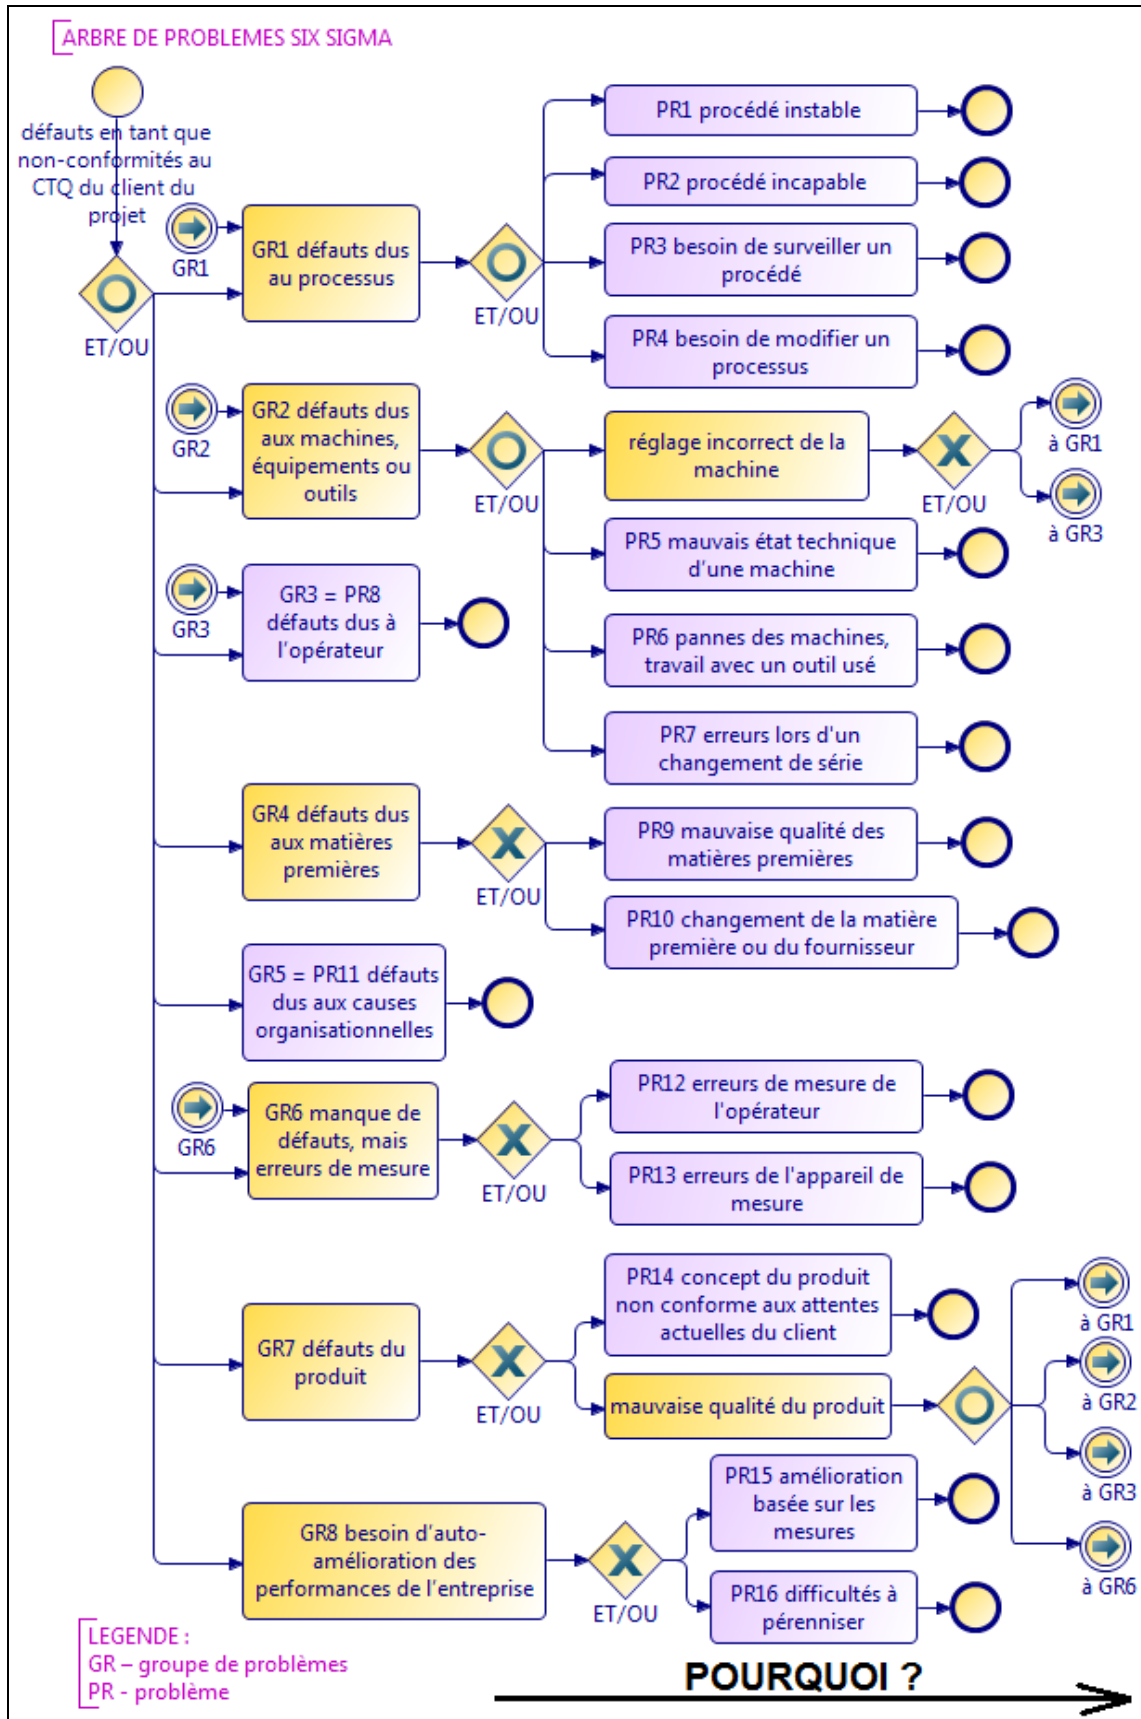 ARBRE DE PROBLEMES SIX SIGMA
défauts en tant que
non-conformités au
CTQ du client du
projet
ET/OU
GR1
GR1 défauts dus
au processus
ET/OU
PR1 procédé instable
PR2 procédé incapable
PR3 besoin de surveiller un
procédé
PR4 besoin de modifier un
processus
GR2
GR2 défauts dus
aux machines,
équipements ou
outils
ET/OU
réglage incorrect de la
machine
ET/OU
à GR1
à GR3
PR5 mauvais état technique
d'une machine
PR6 pannes des machines,
travail avec un outil usé
PR7 erreurs lors d'un
changement de série
GR3
GR3 = PR8
défauts dus à
l'opérateur
GR4 défauts dus
aux matières
premières
ET/OU
PR9 mauvaise qualité des
matières premières
PR10 changement de la matière
première ou du fournisseur
GR5 = PR11 défauts
dus aux causes
organisationnelles
GR6
GR6 manque de
défauts, mais
erreurs de mesure
ET/OU
PR12 erreurs de mesure de
l'opérateur
PR13 erreurs de l'appareil de
mesure
GR7 défauts du
produit
ET/OU
PR14 concept du produit
non conforme aux attentes
actuelles du client
mauvaise qualité du produit
à GR1
à GR2
à GR3
à GR6
GR8 besoin d'auto-
amélioration des
performances de l'entreprise
ET/OU
PR15 amélioration
basée sur les
mesures
PR16 difficultés à
pérenniser
LEGENDE :
GR – groupe de problèmes
PR - problème
POURQUOI ?